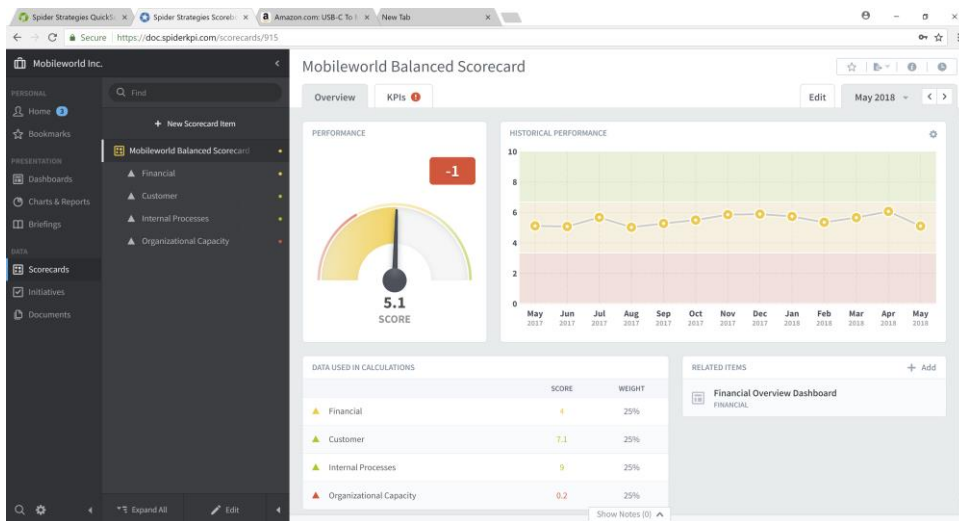 Spider Strategies QuickSc
Spider Strategies Scoreb
Amazon.com: USB-C To
New Tab
Secure https://doc.spiderkpi.com/scorecards/915
Mobileworld Inc.
PERSONAL
Home 3
Bookmarks
PRESENTATION
Dashboards
Charts & Reports
Briefings
DATA
Scorecards
Initiatives
Documents
Find
+ New Scorecard Item
Mobileworld Balanced Scorecard
Financial
Customer
Internal Processes
Organizational Capacity
Expand All
Edit
Mobileworld Balanced Scorecard
Overview KPIs
Edit May 2018
PERFORMANCE
-1
5.1
SCORE
HISTORICAL PERFORMANCE
10
8
6
4
2
0
May Jun Jul Aug Sep Oct Nov Dec Jan Feb Mar Apr May
2017 2017 2017 2017 2017 2017 2017 2017 2018 2018 2018 2018 2018
DATA USED IN CALCULATIONS
SCORE WEIGHT
Financial 4 25%
Customer 7.1 25%
Internal Processes 9 25%
Organizational Capacity 0.2 25%
RELATED ITEMS + Add
Financial Overview Dashboard
FINANCIAL
Show Notes (0)